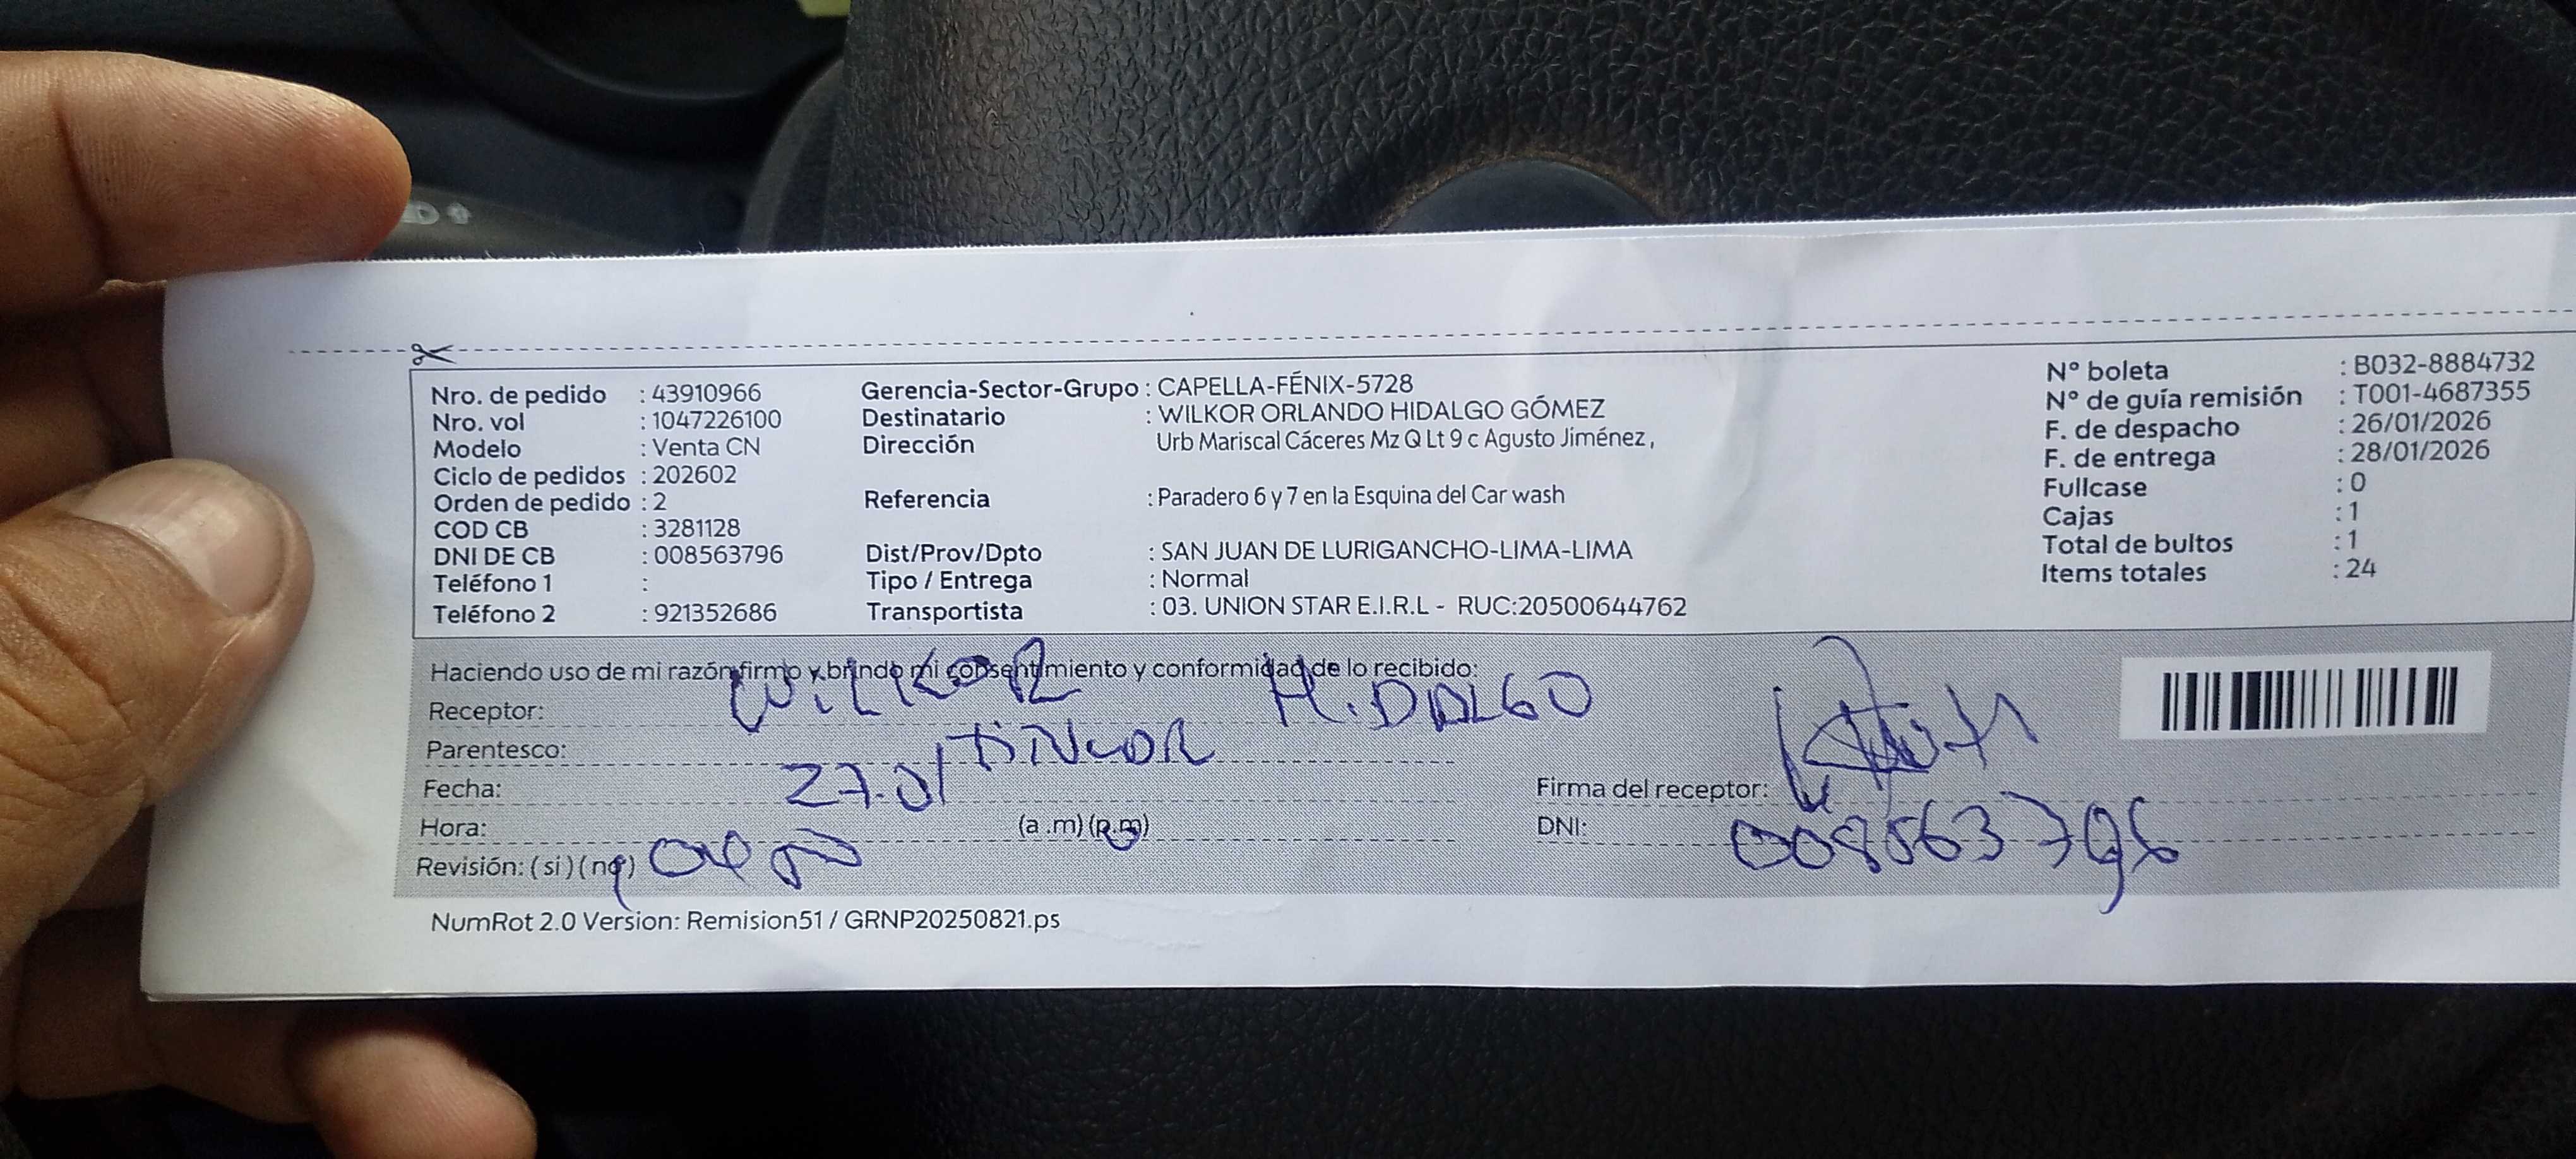 Nro. de pedido : 43910966
Nro. vol : 1047226100
Modelo : Venta CN
Ciclo de pedidos : 202602
Orden de pedido : 2
COD CB : 3281128
DNI DE CB : 008563796
Teléfono 1 :
Teléfono 2 : 921352686
Gerencia-Sector-Grupo : CAPELLA-FÉNIX-5728
Destinatario : WILKOR ORLANDO HIDALGO GÓMEZ
Dirección Urb Mariscal Cáceres Mz Q Lt 9 c Agusto Jiménez ,
Referencia : Paradero 6 y 7 en la Esquina del Car wash
Dist/Prov/Dpto : SAN JUAN DE LURIGANCHO-LIMA-LIMA
Tipo / Entrega : Normal
Transportista : 03. UNION STAR E.I.R.L - RUC:20500644762
N° boleta : B032-8884732
N° de guía remisión : T001-4687355
F. de despacho : 26/01/2026
F. de entrega : 28/01/2026
Fullcase : 0
Cajas : 1
Total de bultos : 1
Items totales : 24
Haciendo uso de mi razón firmo y brindo mi consentimiento y conformidad de lo recibido:
Receptor: WILKOR HIDALGO
Parentesco:
Fecha: 27.01
Hora: (a .m) (p.m)
Revisión: ( si ) ( no )
Firma del receptor:
DNI: 008563796
NumRot 2.0 Version: Remision51 / GRNP20250821.ps